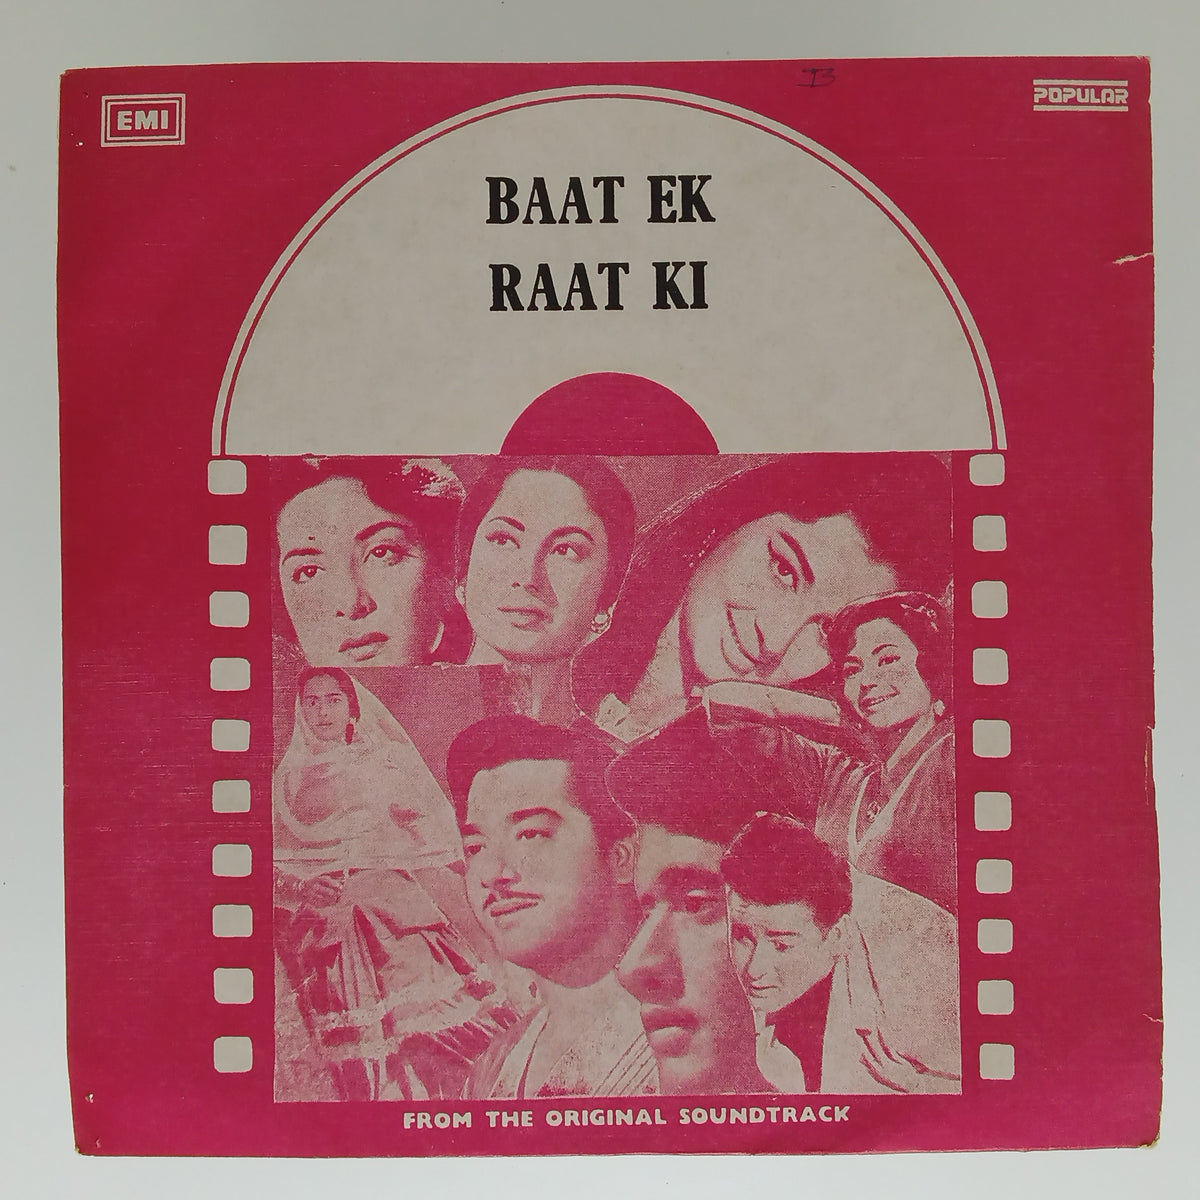 EMI
POPULAR
BAAT EK
RAAT KI
FROM THE ORIGINAL SOUNDTRACK